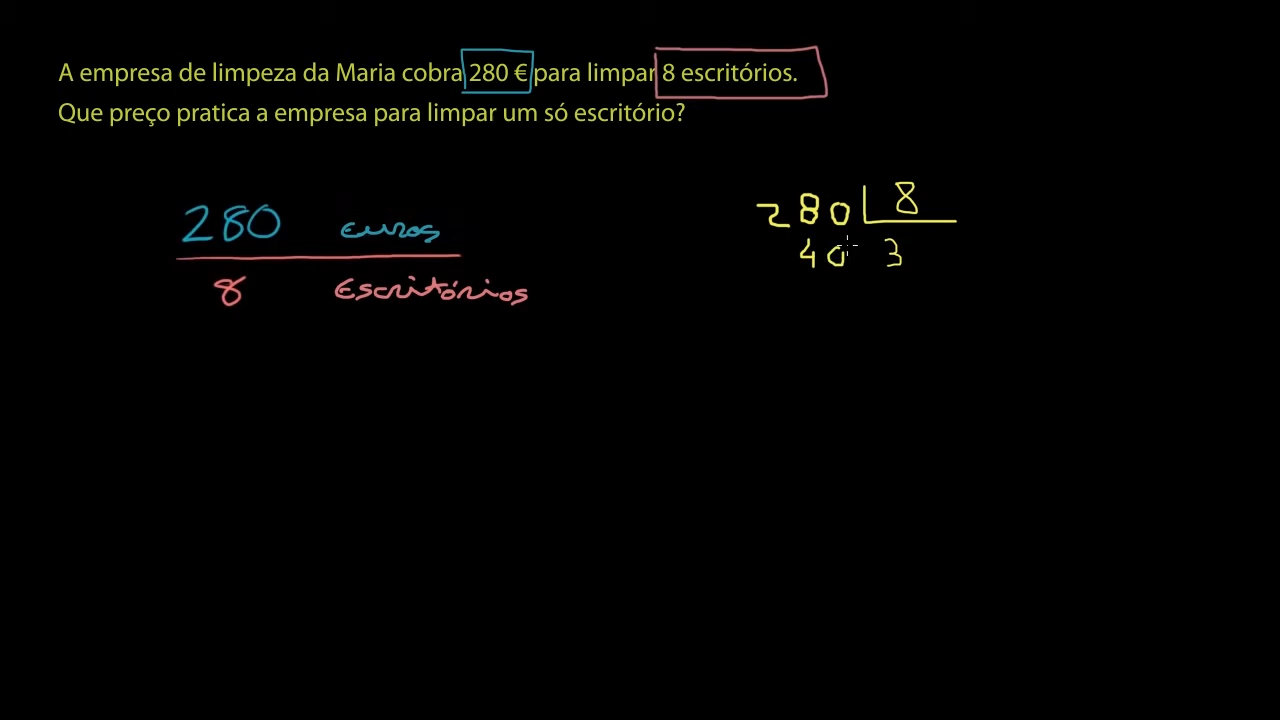 A empresa de limpeza da Maria cobra 280 € para limpar 8 escritórios.
Que preço pratica a empresa para limpar um só escritório?
280 euros
8 Escritórios
280 8
40 3